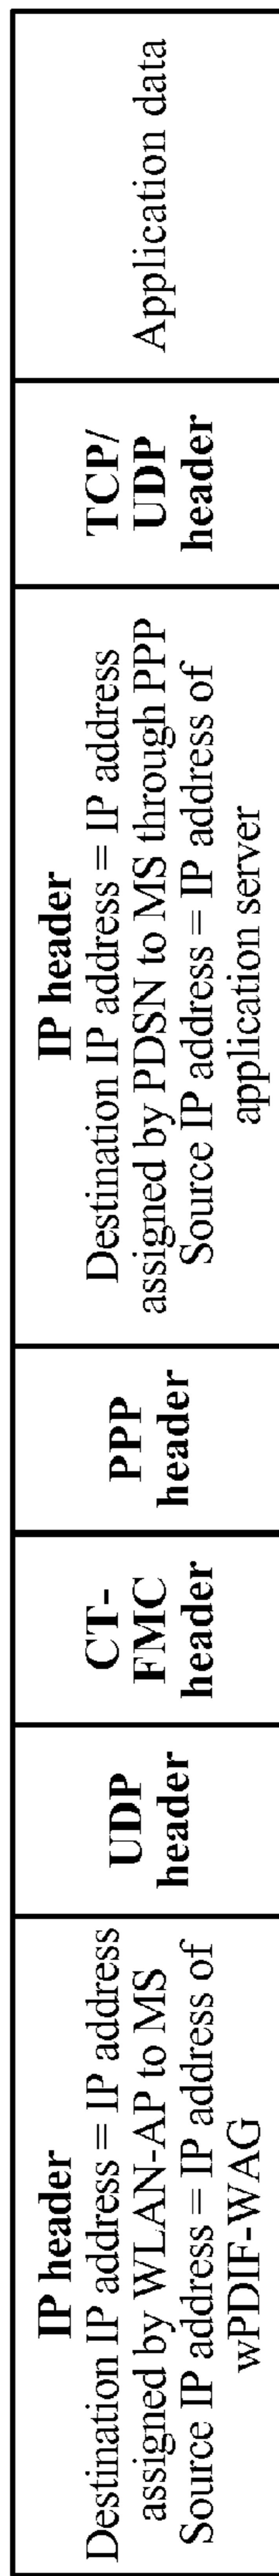 IP header
Destination IP address = IP address
assigned by WLAN-AP to MS
Source IP address = IP address of
wPDIF-WAG
UDP
header
CT-
FMC
header
PPP
header
IP header
Destination IP address = IP address
assigned by PDSN to MS through PPP
Source IP address = IP address of
application server
TCP/
UDP
header
Application data